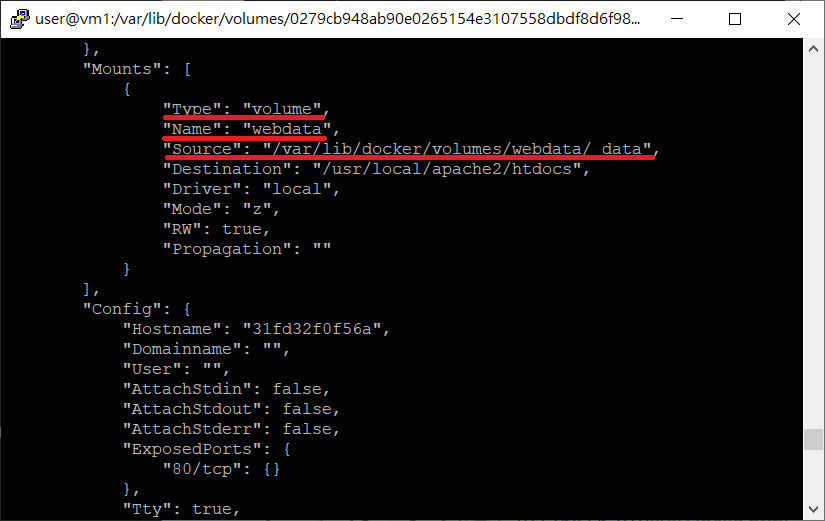 user@vm1:/var/lib/docker/volumes/0279cb948ab90e0265154e3107558dbdf8d6f98...
},
"Mounts": [
{
"Type": "volume",
"Name": "webdata",
"Source": "/var/lib/docker/volumes/webdata/_data",
"Destination": "/usr/local/apache2/htdocs",
"Driver": "local",
"Mode": "z",
"RW": true,
"Propagation": ""
}
],
"Config": {
"Hostname": "31fd32f0f56a",
"Domainname": "",
"User": "",
"AttachStdin": false,
"AttachStdout": false,
"AttachStderr": false,
"ExposedPorts": {
"80/tcp": {}
},
"Tty": true,